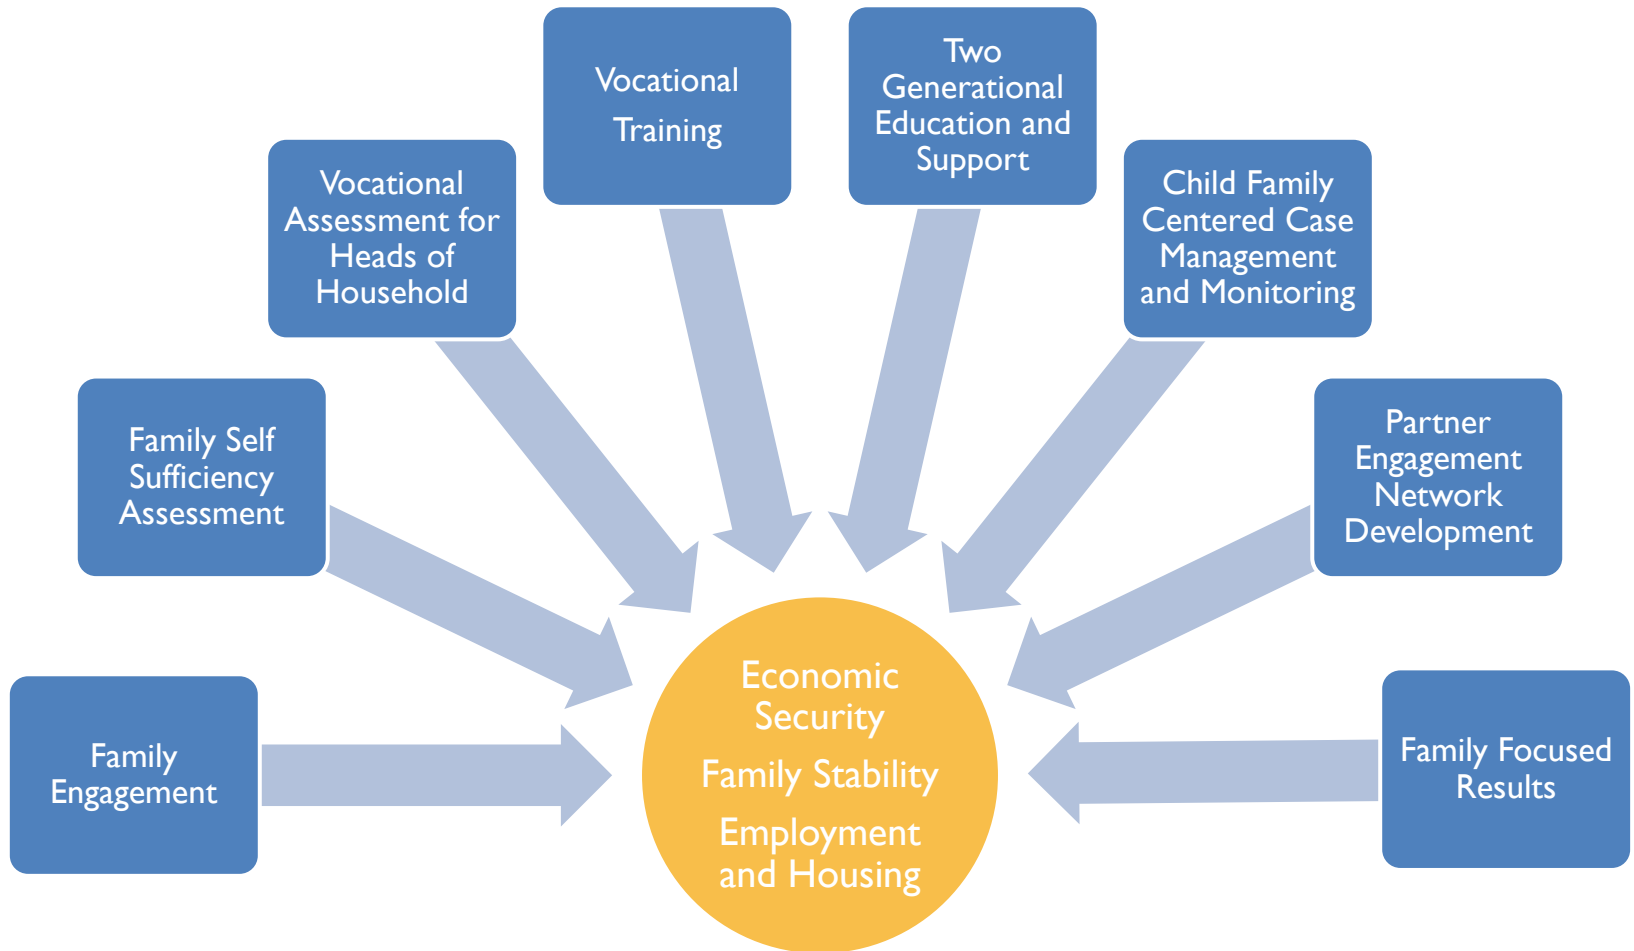 Family
Engagement
Family Self
Sufficiency
Assessment
Vocational
Assessment for
Heads of
Household
Vocational
Training
Two
Generational
Education and
Support
Child Family
Centered Case
Management
and Monitoring
Partner
Engagement
Network
Development
Family Focused
Results
Economic
Security
Family Stability
Employment
and Housing